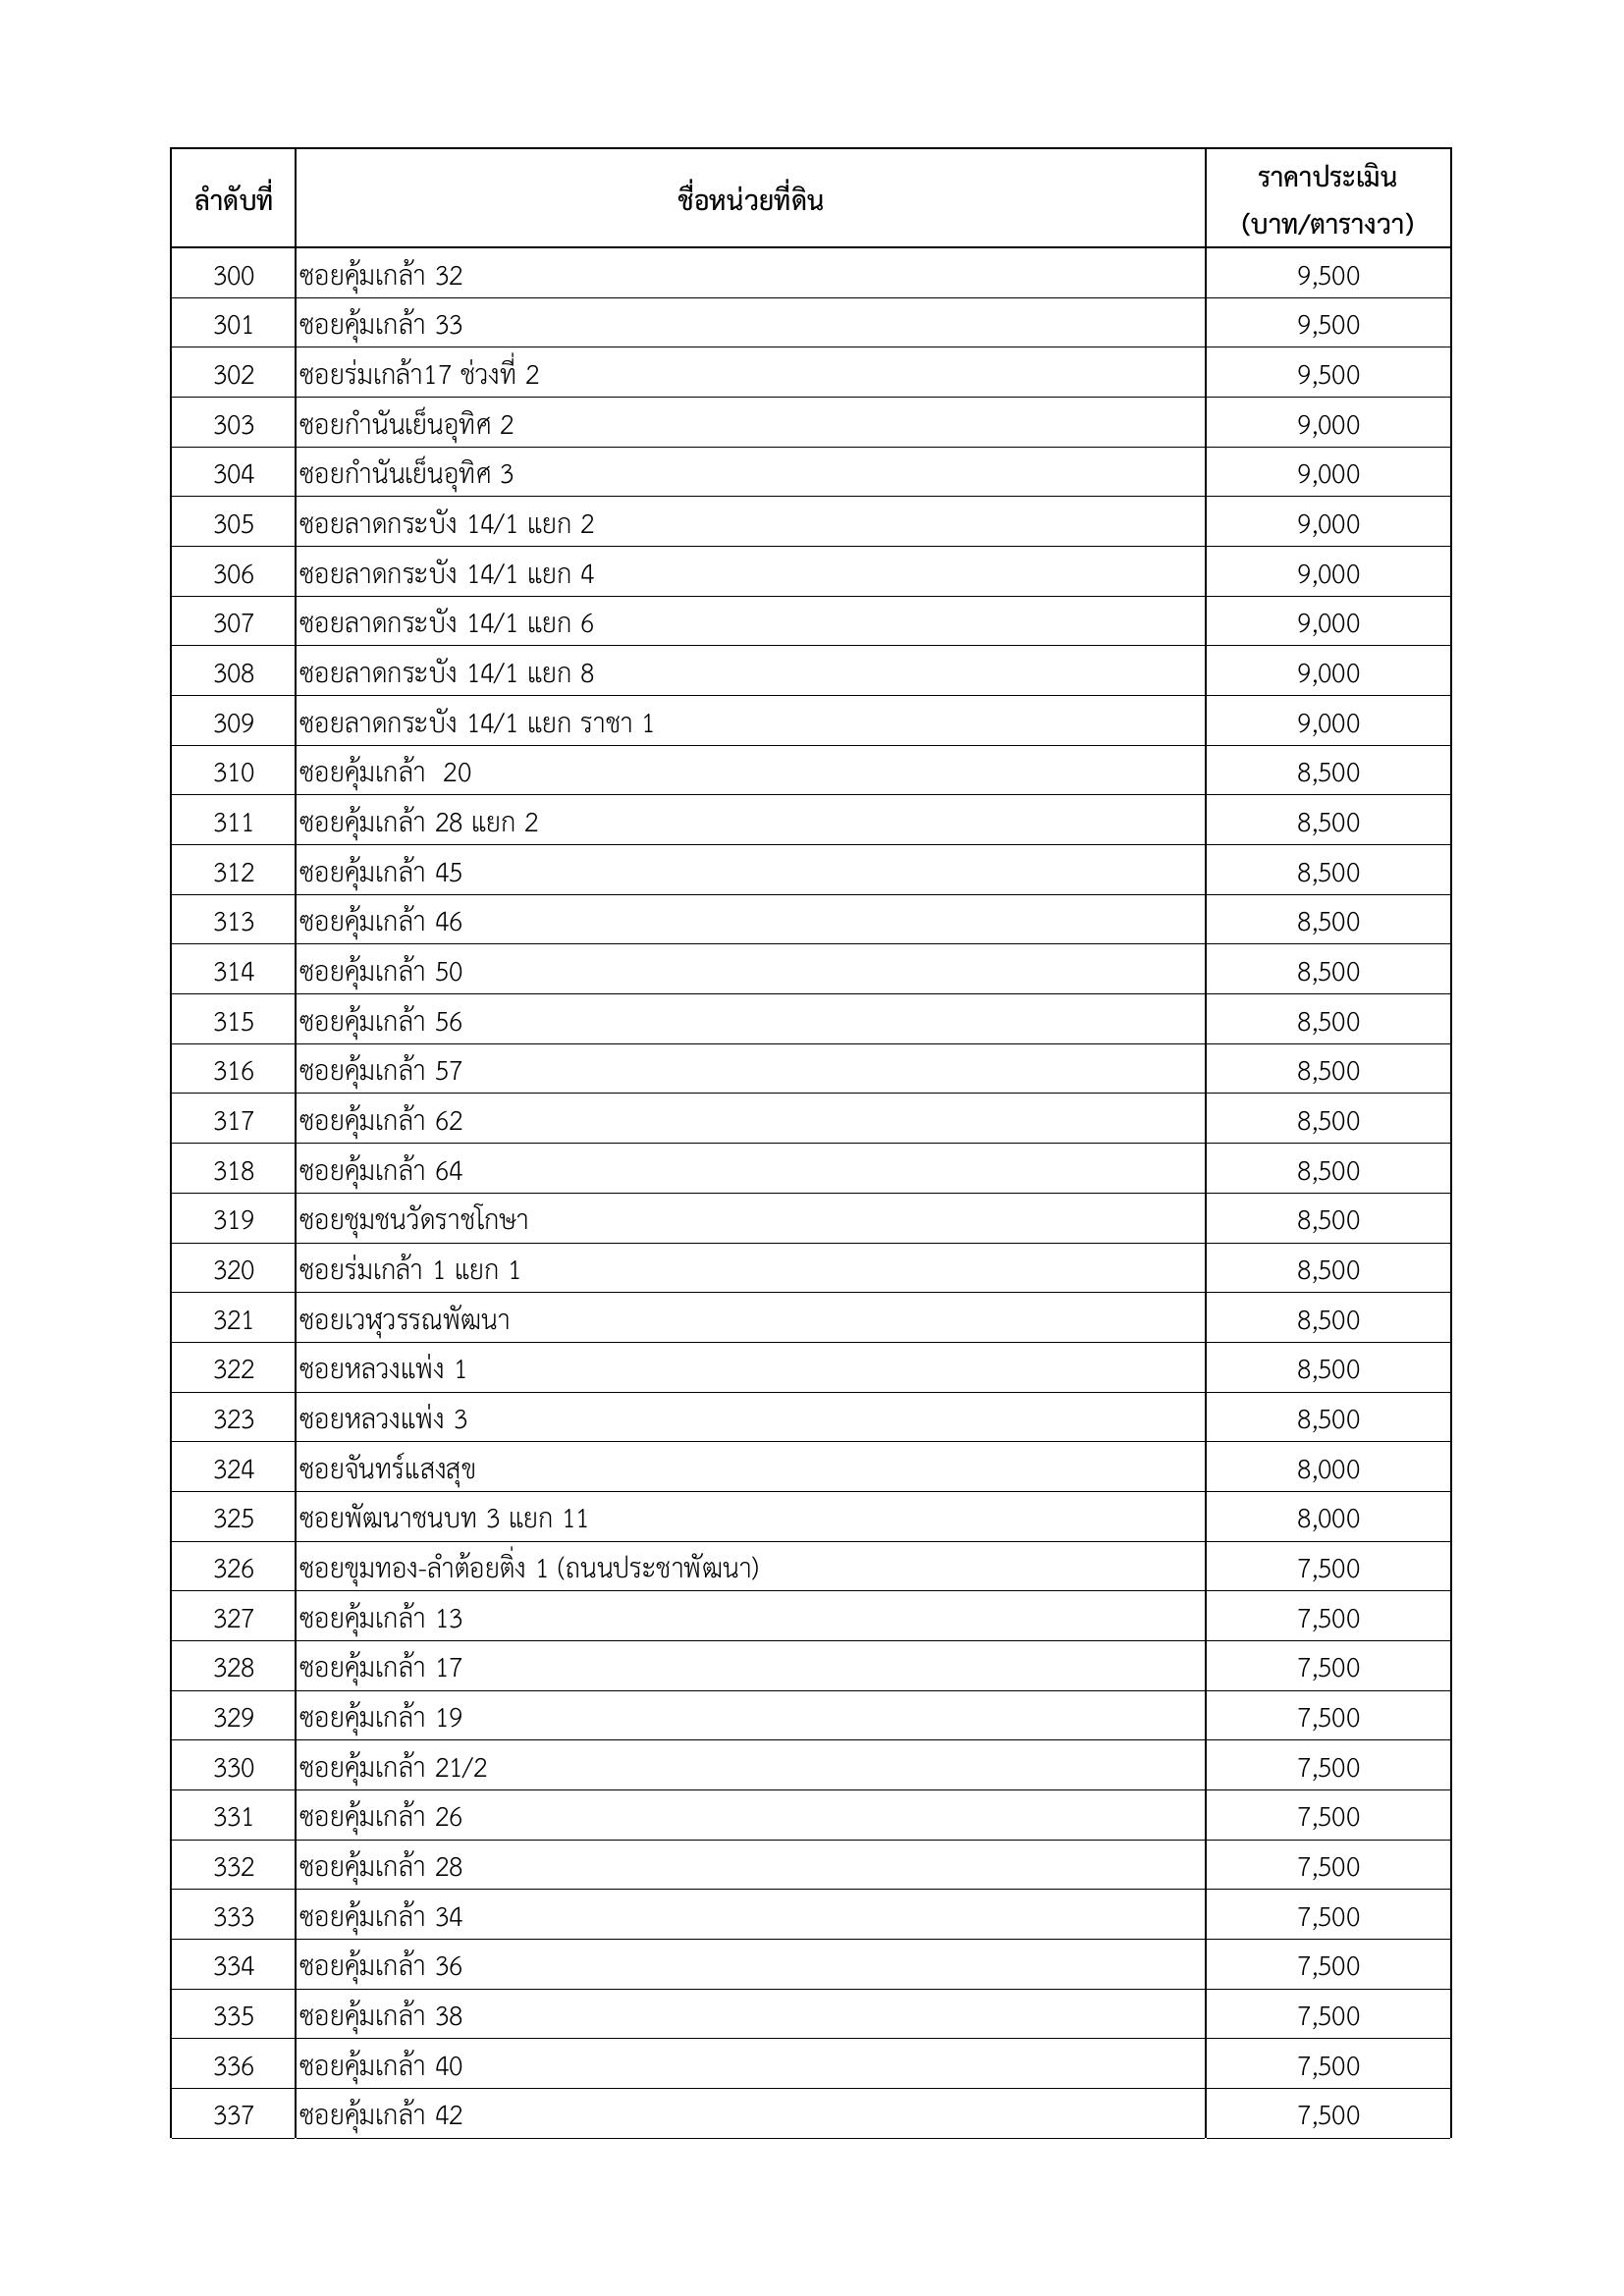 ลำดับที่ ชื่อหน่วยที่ดิน ราคาประเมิน
(บาท/ตารางวา)
300 ซอยคุ้มเกล้า 32 9,500
301 ซอยคุ้มเกล้า 33 9,500
302 ซอยร่มเกล้า17 ช่วงที่ 2 9,500
303 ซอยกำนันเย็นอุทิศ 2 9,000
304 ซอยกำนันเย็นอุทิศ 3 9,000
305 ซอยลาดกระบัง 14/1 แยก 2 9,000
306 ซอยลาดกระบัง 14/1 แยก 4 9,000
307 ซอยลาดกระบัง 14/1 แยก 6 9,000
308 ซอยลาดกระบัง 14/1 แยก 8 9,000
309 ซอยลาดกระบัง 14/1 แยก ราชา 1 9,000
310 ซอยคุ้มเกล้า  20 8,500
311 ซอยคุ้มเกล้า 28 แยก 2 8,500
312 ซอยคุ้มเกล้า 45 8,500
313 ซอยคุ้มเกล้า 46 8,500
314 ซอยคุ้มเกล้า 50 8,500
315 ซอยคุ้มเกล้า 56 8,500
316 ซอยคุ้มเกล้า 57 8,500
317 ซอยคุ้มเกล้า 62 8,500
318 ซอยคุ้มเกล้า 64 8,500
319 ซอยชุมชนวัดราชโกษา 8,500
320 ซอยร่มเกล้า 1 แยก 1 8,500
321 ซอยเวฬุวรรณพัฒนา 8,500
322 ซอยหลวงแพ่ง 1 8,500
323 ซอยหลวงแพ่ง 3 8,500
324 ซอยจันทร์แสงสุข 8,000
325 ซอยพัฒนาชนบท 3 แยก 11 8,000
326 ซอยขุมทอง-ลำต้อยติ่ง 1 (ถนนประชาพัฒนา) 7,500
327 ซอยคุ้มเกล้า 13 7,500
328 ซอยคุ้มเกล้า 17 7,500
329 ซอยคุ้มเกล้า 19 7,500
330 ซอยคุ้มเกล้า 21/2 7,500
331 ซอยคุ้มเกล้า 26 7,500
332 ซอยคุ้มเกล้า 28 7,500
333 ซอยคุ้มเกล้า 34 7,500
334 ซอยคุ้มเกล้า 36 7,500
335 ซอยคุ้มเกล้า 38 7,500
336 ซอยคุ้มเกล้า 40 7,500
337 ซอยคุ้มเกล้า 42 7,500